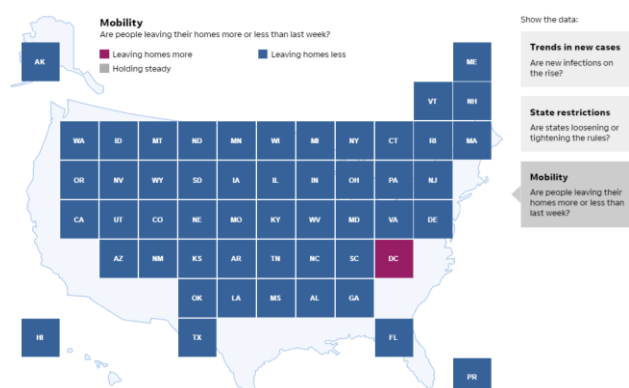 Mobility
Are people leaving their homes more or less than last week?
Leaving homes more
Leaving homes less
Holding steady
Show the data:
Trends in new cases
Are new infections on
the rise?
State restrictions
Are states loosening or
tightening the rules?
Mobility
Are people leaving their
homes more or less than
last week?
AK
ME
VT NH
WA ID MT ND MN WI MI NY CT RI MA
OR NV WY SD IA IL IN OH PA NJ
CA UT CO NE MO KY WV MD VA DE
AZ NM KS AR TN NC SC DC
OK LA MS AL GA
HI TX FL
PR